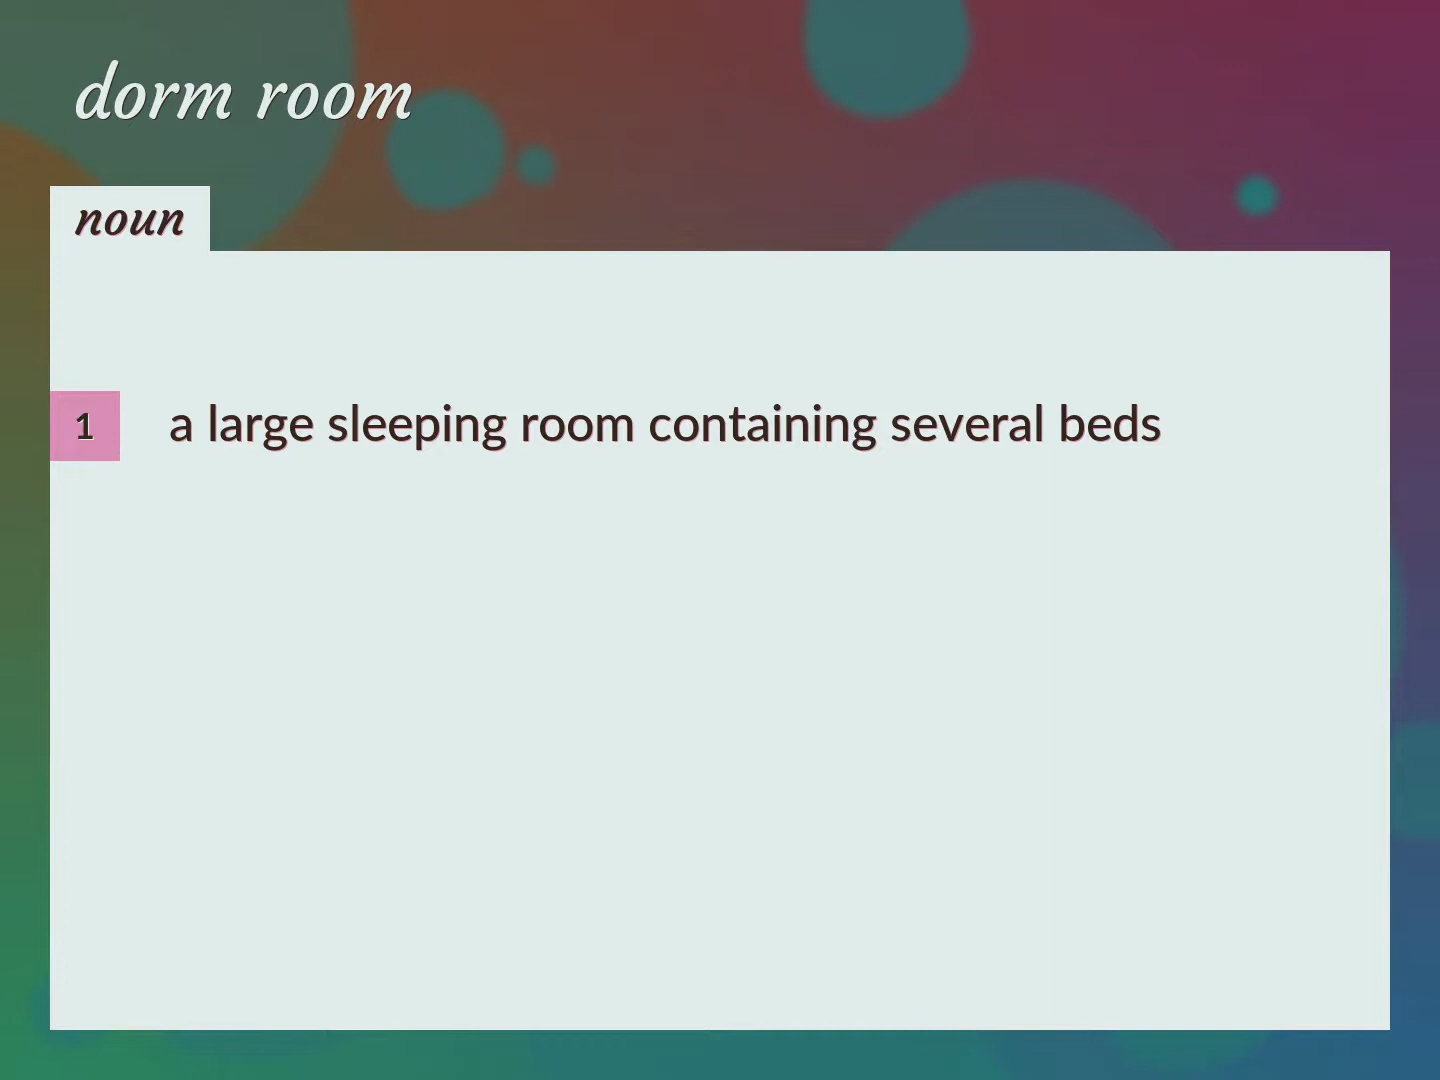 dorm room
noun
1 a large sleeping room containing several beds